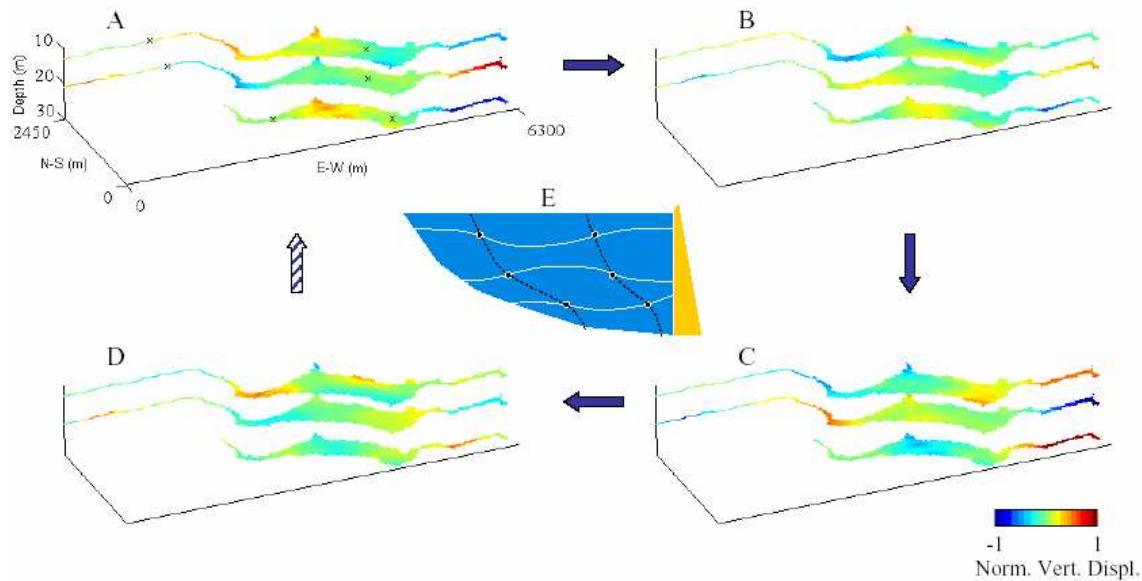 A
B
10
20
30
Depth (m)
2450
N-S (m)
0
0
E-W (m)
6300
E
D
C
-1
1
Norm. Vert. Displ.